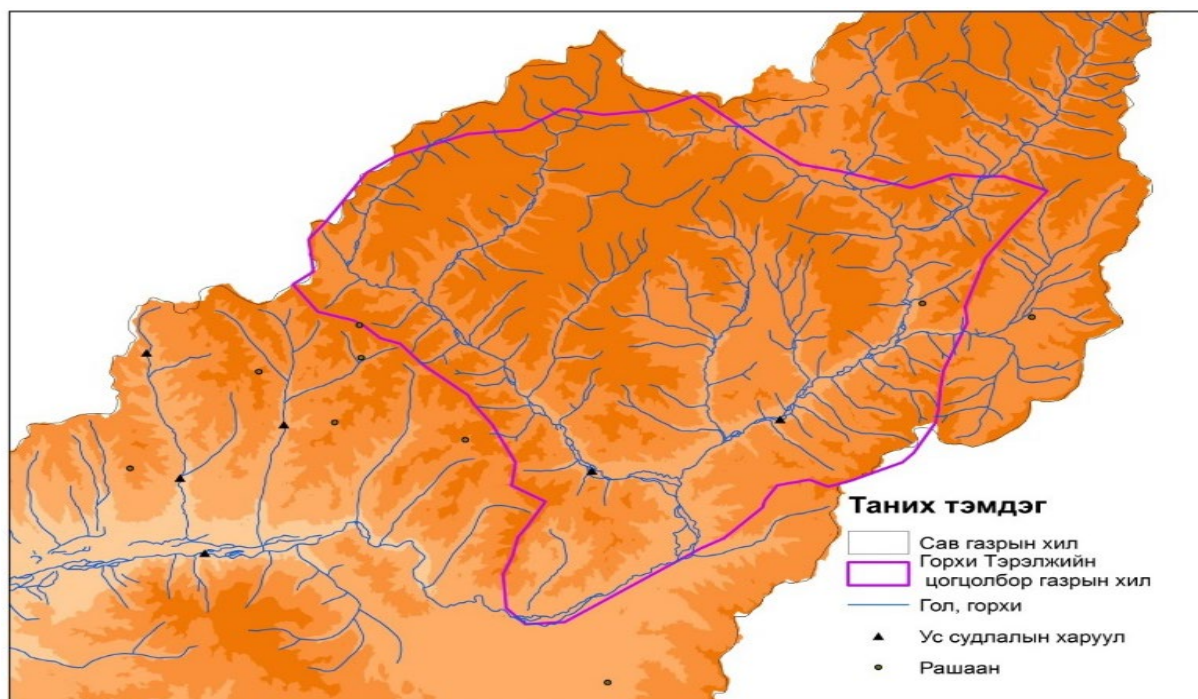 Таних тэмдэг
Сав газрын хил
Горхи Тэрэлжийн
цогцолбор газрын хил
Гол, горхи
Ус судлалын харуул
Рашаан